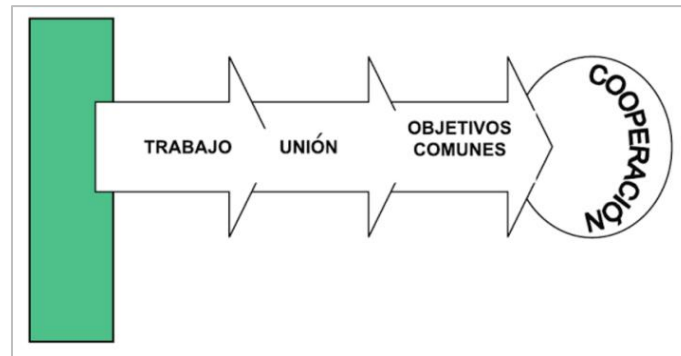 TRABAJO
UNIÓN
OBJETIVOS
COMUNES
COOPERACIÓN